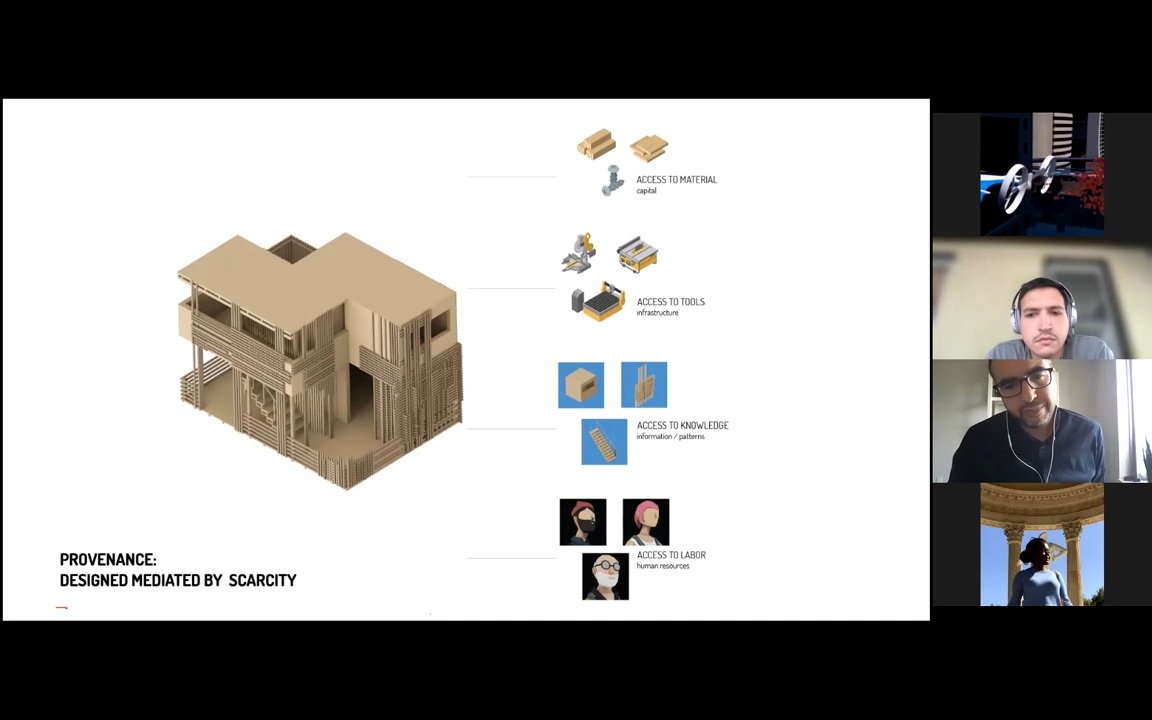 ACCESS TO MATERIAL
capital
ACCESS TO TOOLS
infrastructure
ACCESS TO KNOWLEDGE
information / patterns
ACCESS TO LABOR
human resources
PROVENANCE:
DESIGNED MEDIATED BY SCARCITY